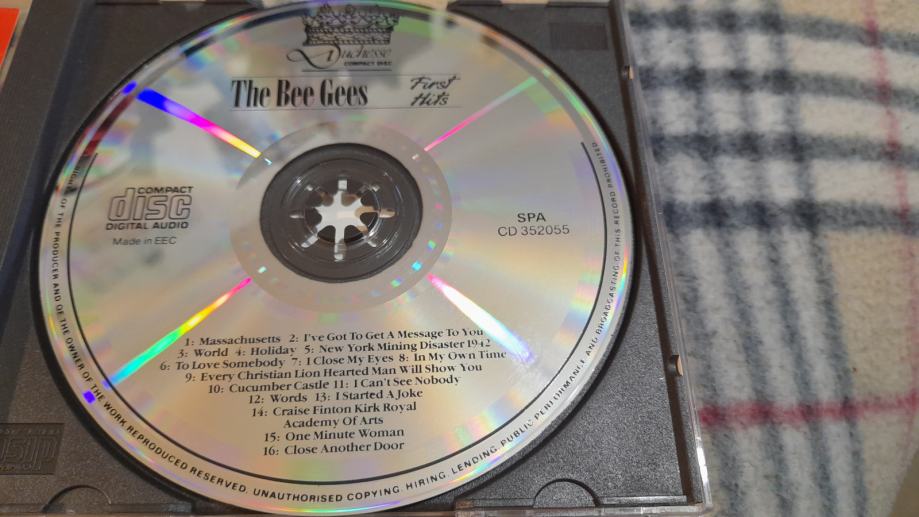 Duchesse
COMPACT DISC
The Bee Gees
First
Hits
COMPACT
disc
DIGITAL AUDIO
Made in EEC
SPA
CD 352055
1: Massachusetts 2: I've Got To Get A Message To You
3: World 4: Holiday 5: New York Mining Disaster 1942
6: To Love Somebody 7: I Close My Eyes 8: In My Own Time
9: Every Christian Lion Hearted Man Will Show You
10: Cucumber Castle 11: I Can't See Nobody
12: Words 13: I Started A Joke
14: Craise Finton Kirk Royal
Academy Of Arts
15: One Minute Woman
16: Close Another Door
OF THE PRODUCER AND OF THE OWNER OF THE WORK REPRODUCED RESERVED. UNAUTHORISED COPYING. HIRING. LENDING. PUBLIC PERFORMANCE AND BROADCASTING OF THIS RECORD PROHIBITED
disc